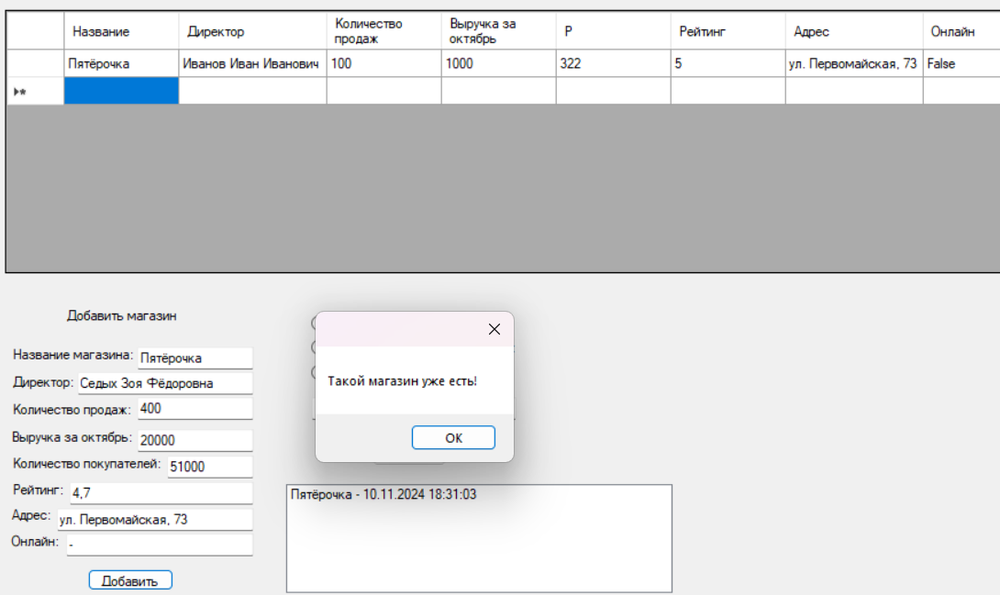 Название Директор Количество продаж Выручка за октябрь P Рейтинг Адрес Онлайн
Пятёрочка Иванов Иван Иванович 100 1000 322 5 ул. Первомайская, 73 False
Добавить магазин
Название магазина: Пятёрочка
Директор: Седых Зоя Фёдоровна
Количество продаж: 400
Выручка за октябрь: 20000
Количество покупателей: 51000
Рейтинг: 4,7
Адрес: ул. Первомайская, 73
Онлайн: -
Добавить
Такой магазин уже есть!
ОК
Пятёрочка - 10.11.2024 18:31:03